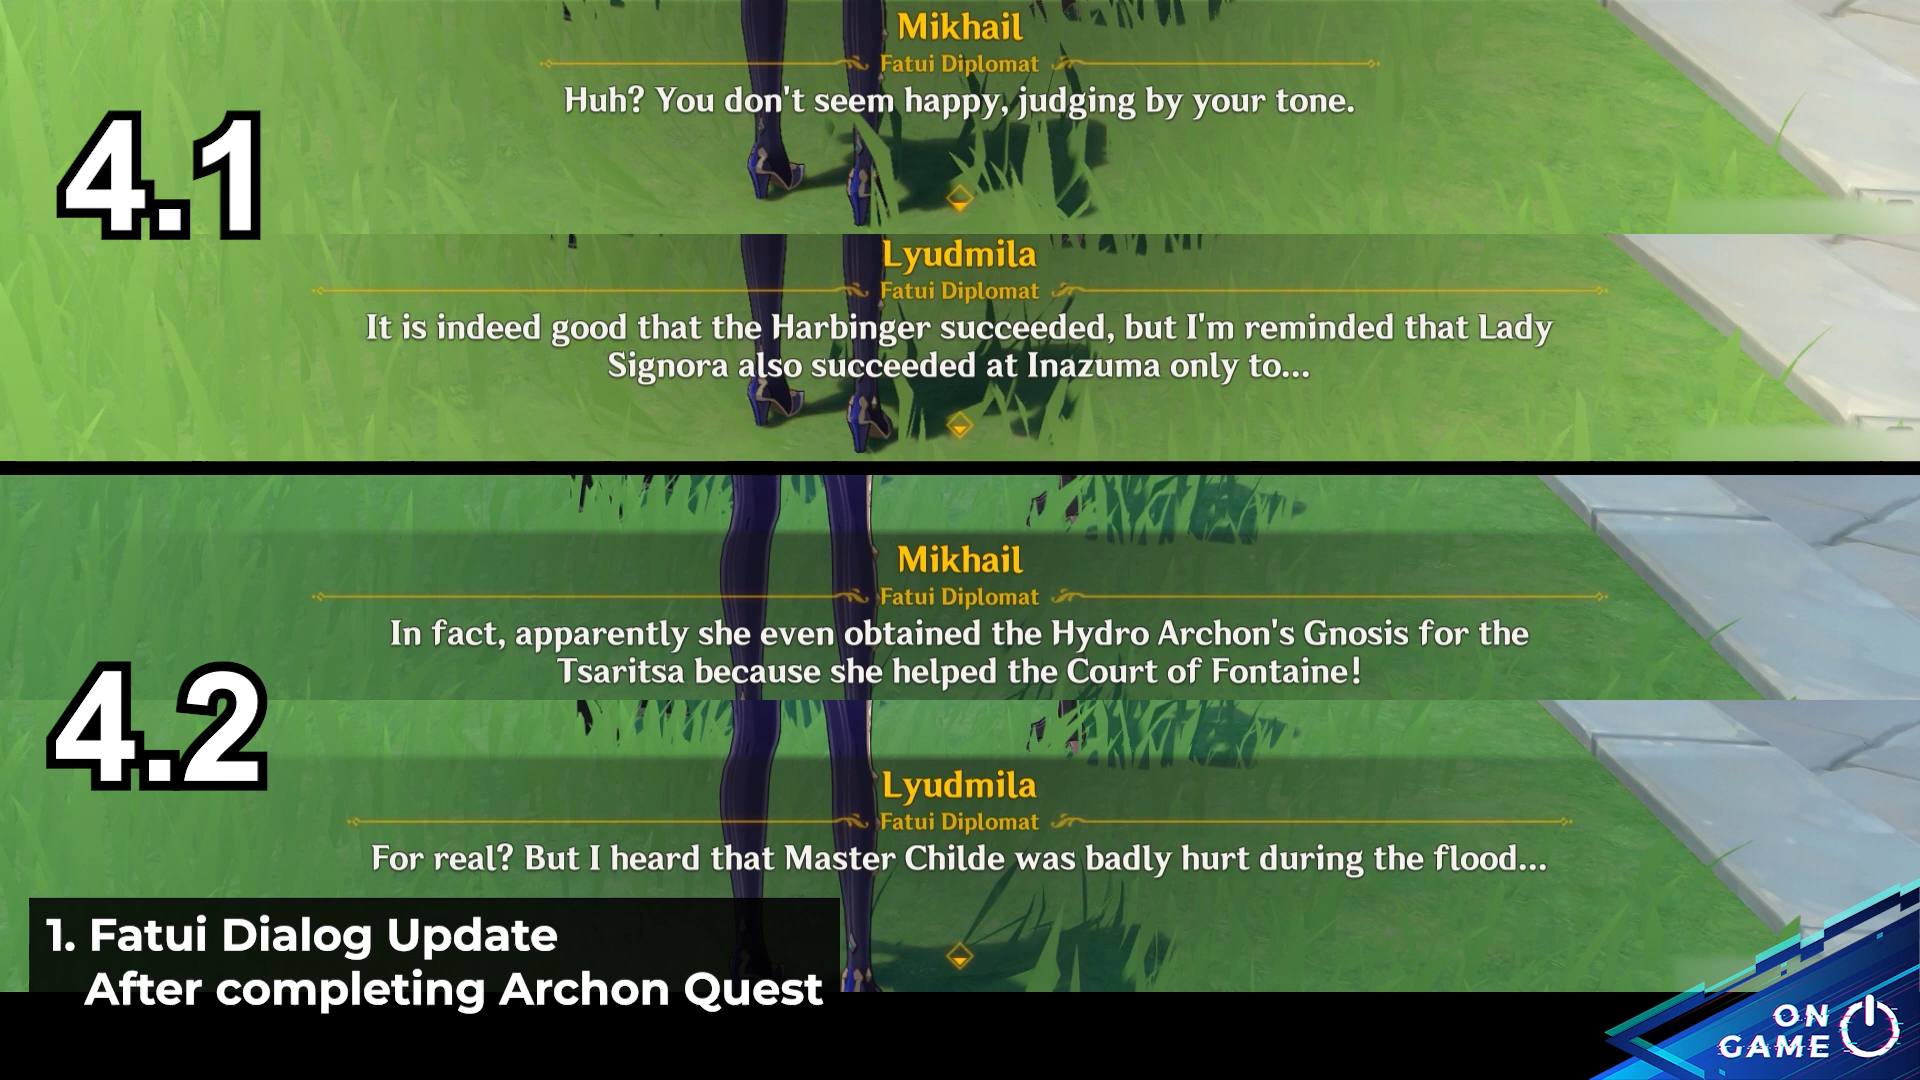 4.1
Mikhail
Fatui Diplomat
Huh? You don't seem happy, judging by your tone.
Lyudmila
Fatui Diplomat
It is indeed good that the Harbinger succeeded, but I'm reminded that Lady
Signora also succeeded at Inazuma only to...
4.2
Mikhail
Fatui Diplomat
In fact, apparently she even obtained the Hydro Archon's Gnosis for the
Tsaritsa because she helped the Court of Fontaine!
Lyudmila
Fatui Diplomat
For real? But I heard that Master Childe was badly hurt during the flood...
1. Fatui Dialog Update
After completing Archon Quest
ON
GAME